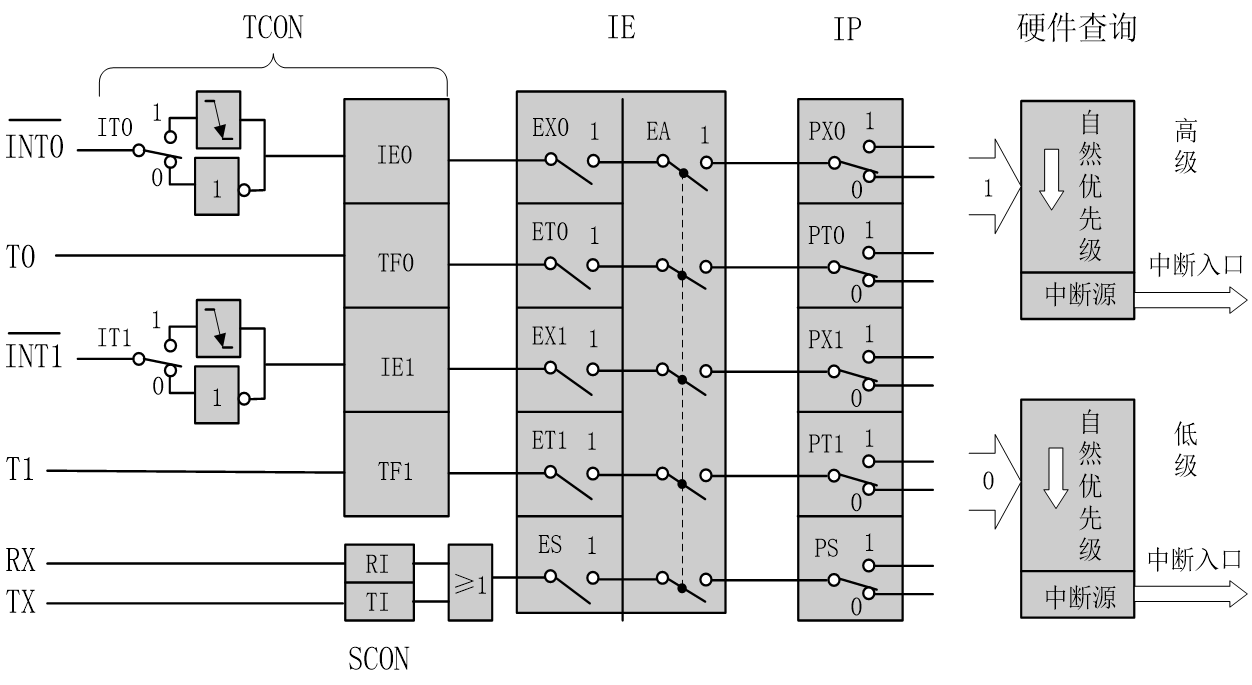 TCON
IE
IP
硬件查询
INT0
IT0
1
0
1
IE0
EX0
1
EA
1
PX0
1
0
1
自然优先级
高级
T0
TF0
ET0
1
PT0
1
0
中断源
中断入口
INT1
IT1
1
0
1
IE1
EX1
1
PX1
1
0
T1
TF1
ET1
1
PT1
1
0
0
自然优先级
低级
RX
RI
≥1
ES
1
PS
1
0
TX
TI
中断源
中断入口
SCON